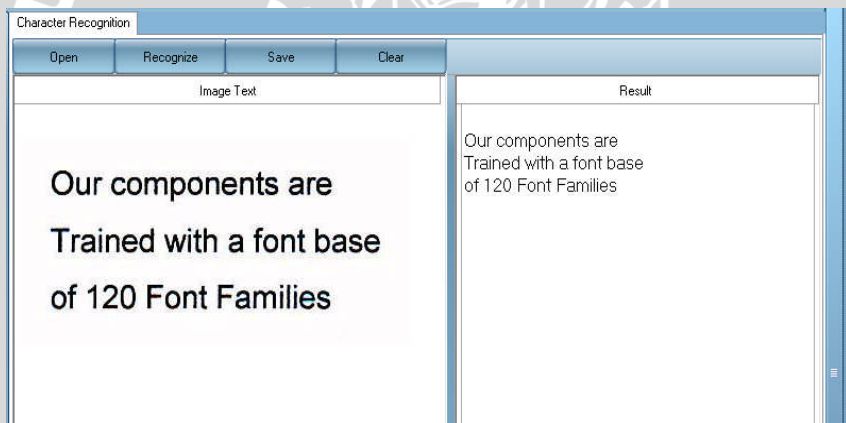 Character Recognition
Open Recognize Save Clear
Image Text
Our components are
Trained with a font base
of 120 Font Families
Result
Our components are
Trained with a font base
of 120 Font Families